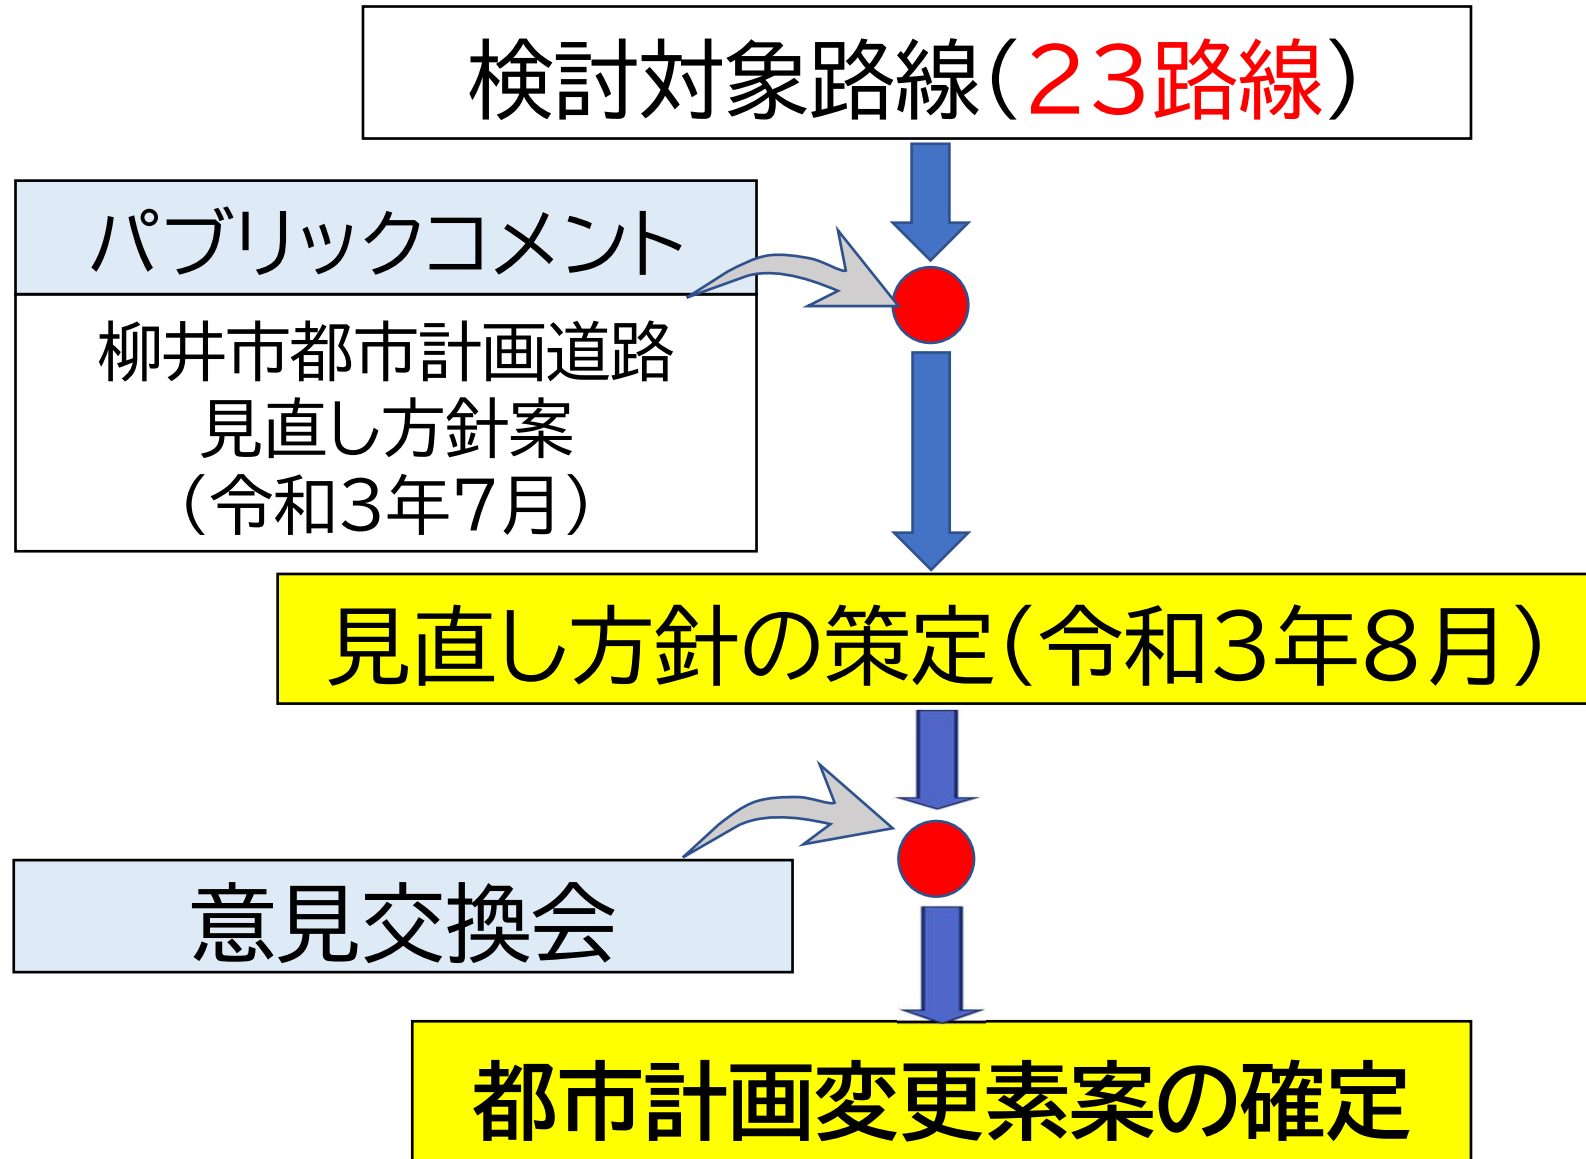 検討対象路線(23路線)
パブリックコメント
柳井市都市計画道路
見直し方針案
(令和3年7月)
見直し方針の策定(令和3年8月)
意見交換会
都市計画変更素案の確定